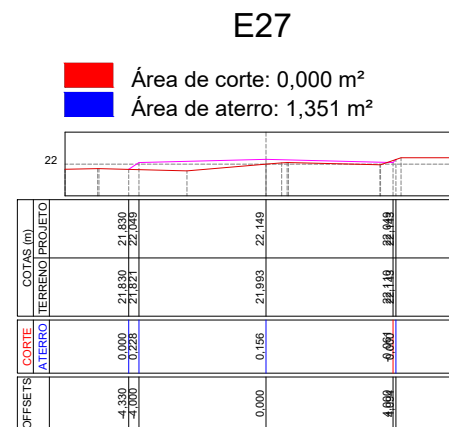 E27
Área de corte: 0,000 m²
Área de aterro: 1,351 m²
22
COTAS (m)
PROJETO
21,830
22,049
22,149
TERRENO
21,830
21,821
21,993
CORTE
ATERRO
0,000
0,228
0,156
OFFSETS
-4,330
-4,000
0,000